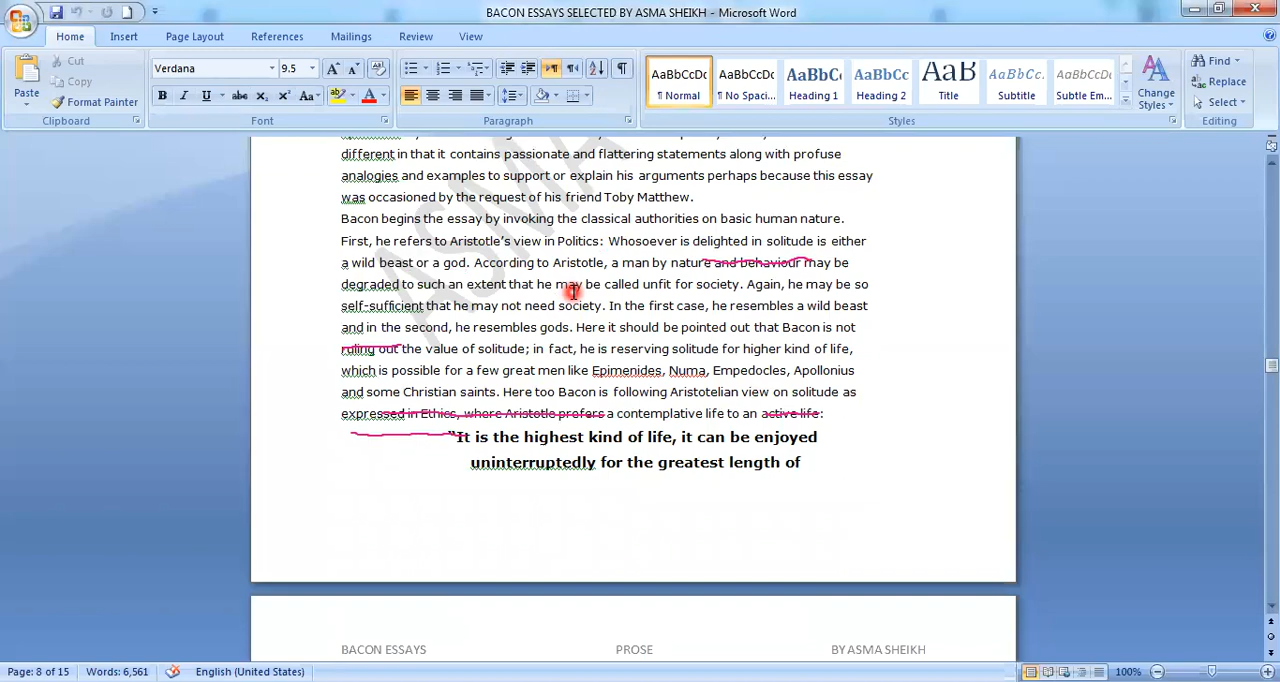 BACON ESSAYS SELECTED BY ASMA SHEIKH - Microsoft Word
Home Insert Page Layout References Mailings Review View
Paste
Cut
Copy
Format Painter
Clipboard
Verdana 9.5
Font
Paragraph
AaBbCcDc AaBbCcDc AaBbC AaBbCc AaB AaBbCc. AaBbCcDc
¶ Normal ¶ No Spaci... Heading 1 Heading 2 Title Subtitle Subtle Em...
Change Styles
Styles
Find
Replace
Select
Editing
different in that it contains passionate and flattering statements along with profuse
analogies and examples to support or explain his arguments perhaps because this essay
was occasioned by the request of his friend Toby Matthew.
Bacon begins the essay by invoking the classical authorities on basic human nature.
First, he refers to Aristotle's view in Politics: Whosoever is delighted in solitude is either
a wild beast or a god. According to Aristotle, a man by nature and behaviour may be
degraded to such an extent that he may be called unfit for society. Again, he may be so
self-sufficient that he may not need society. In the first case, he resembles a wild beast
and in the second, he resembles gods. Here it should be pointed out that Bacon is not
ruling out the value of solitude; in fact, he is reserving solitude for higher kind of life,
which is possible for a few great men like Epimenides, Numa, Empedocles, Apollonius
and some Christian saints. Here too Bacon is following Aristotelian view on solitude as
expressed in Ethics, where Aristotle prefers a contemplative life to an active life:
"It is the highest kind of life, it can be enjoyed
uninterruptedly for the greatest length of
ASMA
BACON ESSAYS PROSE BY ASMA SHEIKH
Page: 8 of 15 Words: 6,561 English (United States) 100%